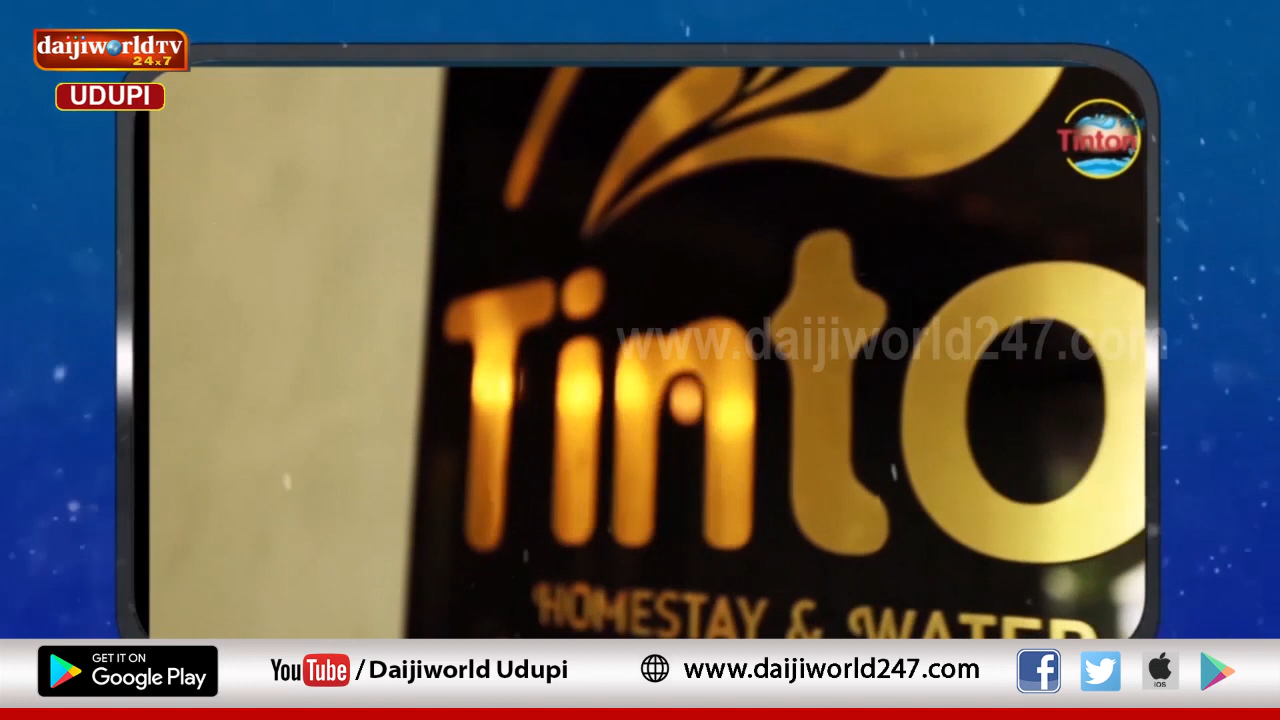 daijiworldTV
24x7
UDUPI
Tinton
Tinto
HOMESTAY & WATER
www.daijiworld247.com
GET IT ON
Google Play
YouTube / Daijiworld Udupi
www.daijiworld247.com
iOS